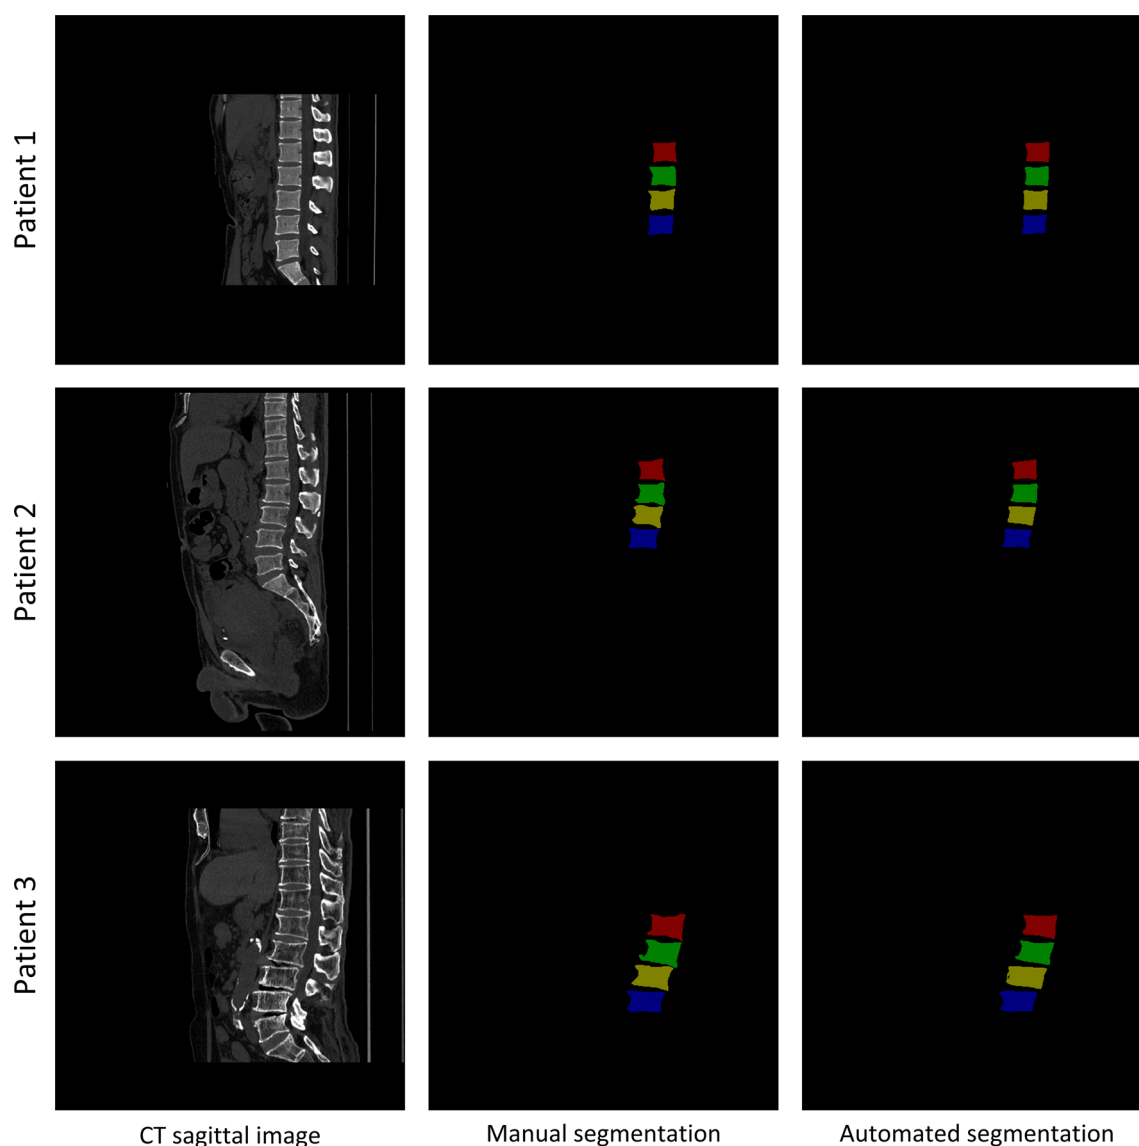 Patient 1
Patient 2
Patient 3
CT sagittal image
Manual segmentation
Automated segmentation